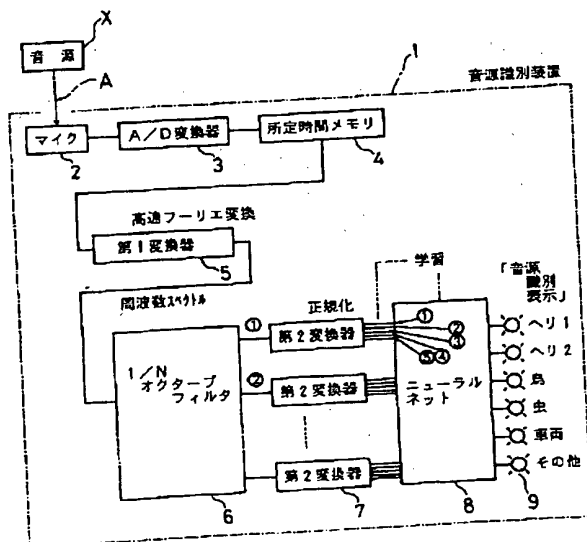 X
音源
A
1
音源識別装置
マイク
2
A/D変換器
3
所定時間メモリ
4
高速フーリエ変換
第1変換器
5
周波数スペクトル
1/N
オクターブ
フィルタ
6
①
正規化
第2変換器
②
第2変換器
第2変換器
7
学習
①
②
③
⑤④
ニューラル
ネット
8
「音源
識別
表示」
ヘリ1
ヘリ2
鳥
虫
車両
その他
9